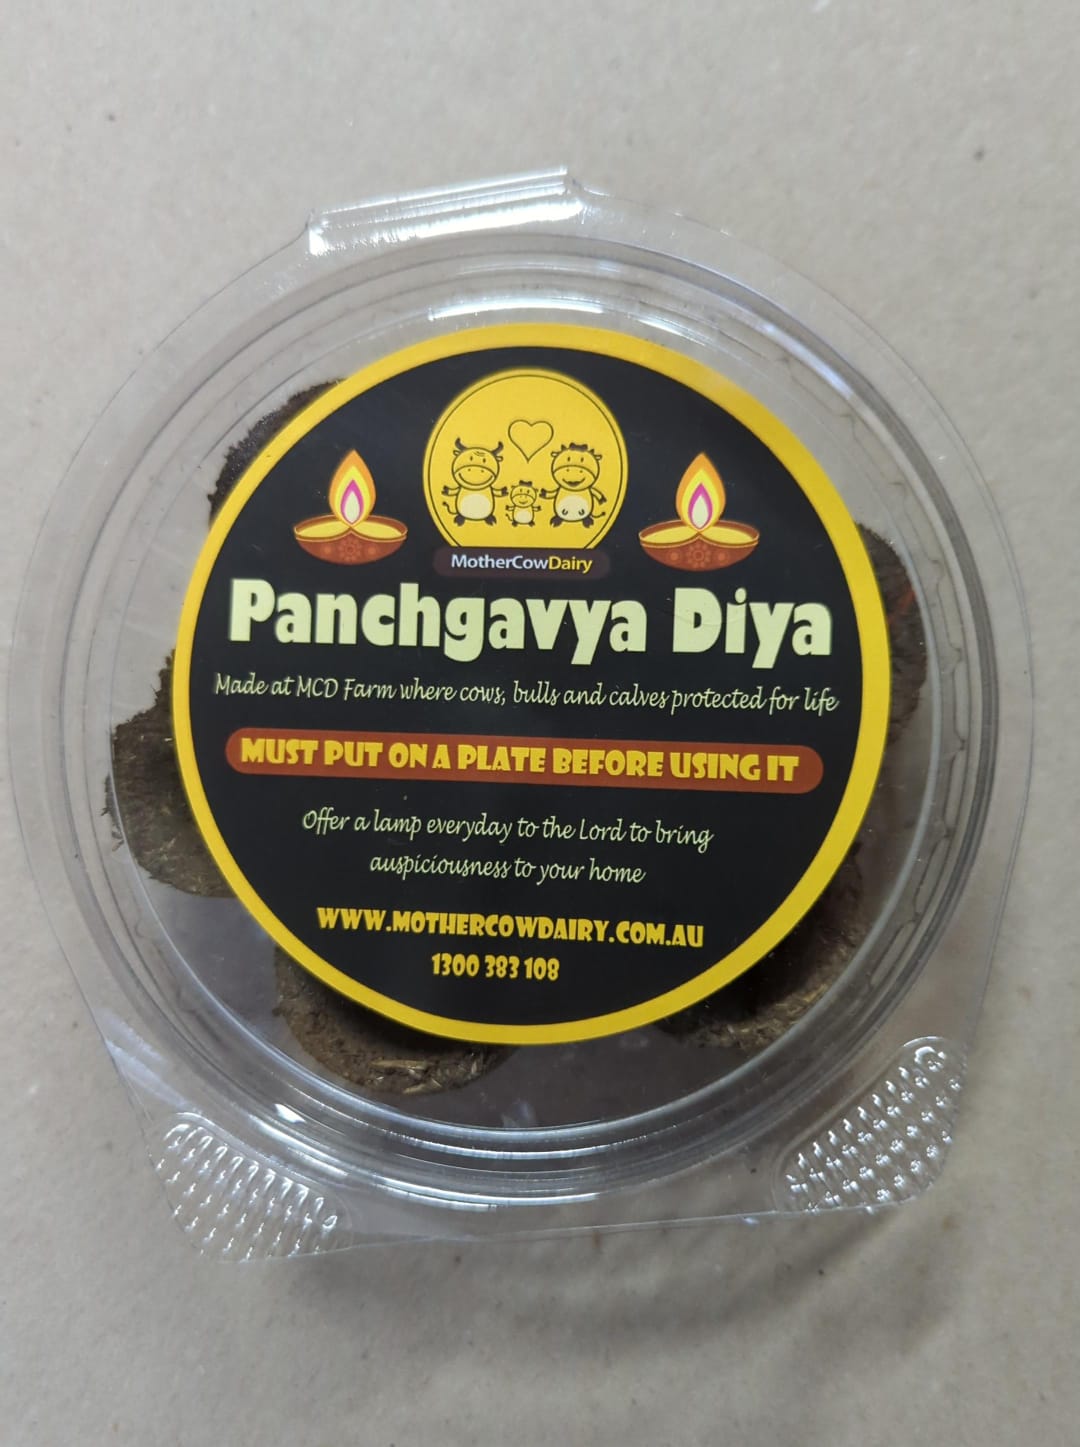 MotherCowDairy
Panchgavya Diya
Made at MCD Farm where cows, bulls and calves protected for life
MUST PUT ON A PLATE BEFORE USING IT
Offer a lamp everyday to the Lord to bring
auspiciousness to your home
WWW.MOTHERCOWDAIRY.COM.AU
1300 383 108